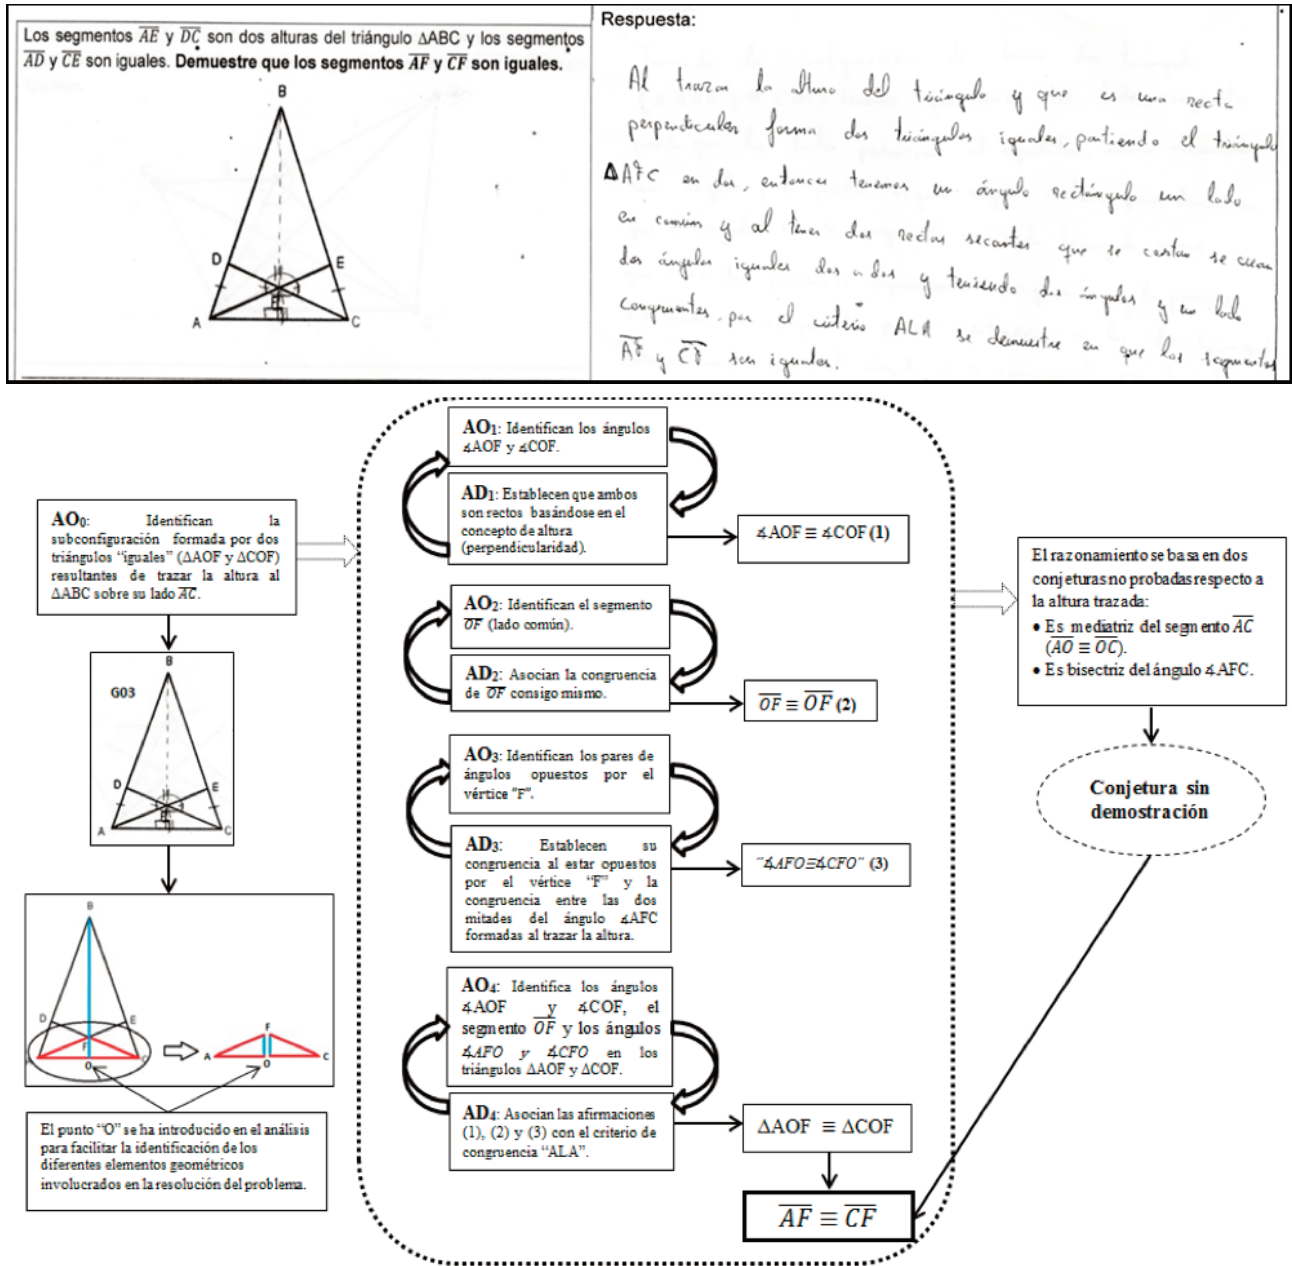 Los segmentos AE y DC son dos alturas del triángulo ΔABC y los segmentos
AD y CE son iguales. Demuestre que los segmentos AF y CF son iguales.
B
D
E
A
C
Respuesta:
Al trazar la altura del triángulo y que es una recta
perpendicular forma dos triángulos iguales, partiendo el triángulo
ΔAFC en dos, entonces tenemos un ángulo rectángulo un lado
en común y al tener dos rectas secantes que se cortan se crean
dos ángulos iguales dos a dos y teniendo dos ángulos y un lado
congruentes, por el criterio ALA se demuestra en que los segmentos
AF y CF son iguales.
AO0: Identifican la
subconfiguración formada por dos
triángulos "iguales" (ΔAOF y ΔCOF)
resultantes de trazar la altura al
ΔABC sobre su lado AC.
B
G03
D
E
A
C
B
D
E
F
A
C
O
F
A
C
O
El punto "O" se ha introducido en el análisis
para facilitar la identificación de los
diferentes elementos geométricos
involucrados en la resolución del problema.
AO1: Identifican los ángulos
∡AOF y ∡COF.
AD1: Establecen que ambos
son rectos basándose en el
concepto de altura
(perpendicularidad).
∡AOF ≡ ∡COF (1)
AO2: Identifican el segmento
OF (lado común).
AD2: Asocian la congruencia
de OF consigo mismo.
OF ≡ OF (2)
AO3: Identifican los pares de
ángulos opuestos por el
vértice "F".
AD3: Establecen su
congruencia al estar opuestos
por el vértice "F" y la
congruencia entre las dos
mitades del ángulo ∡AFC
formadas al trazar la altura.
"∡AFO≡∡CFO" (3)
AO4: Identifica los ángulos
∡AOF y ∡COF, el
segmento OF y los ángulos
∡AFO y ∡CFO en los
triángulos ΔAOF y ΔCOF.
AD4: Asocian las afirmaciones
(1), (2) y (3) con el criterio de
congruencia "ALA".
ΔAOF ≡ ΔCOF
AF ≡ CF
El razonamiento se basa en dos
conjeturas no probadas respecto a
la altura trazada:
• Es mediatriz del segmento AC
(AO ≡ OC).
• Es bisectriz del ángulo ∡AFC.
Conjetura sin
demostración